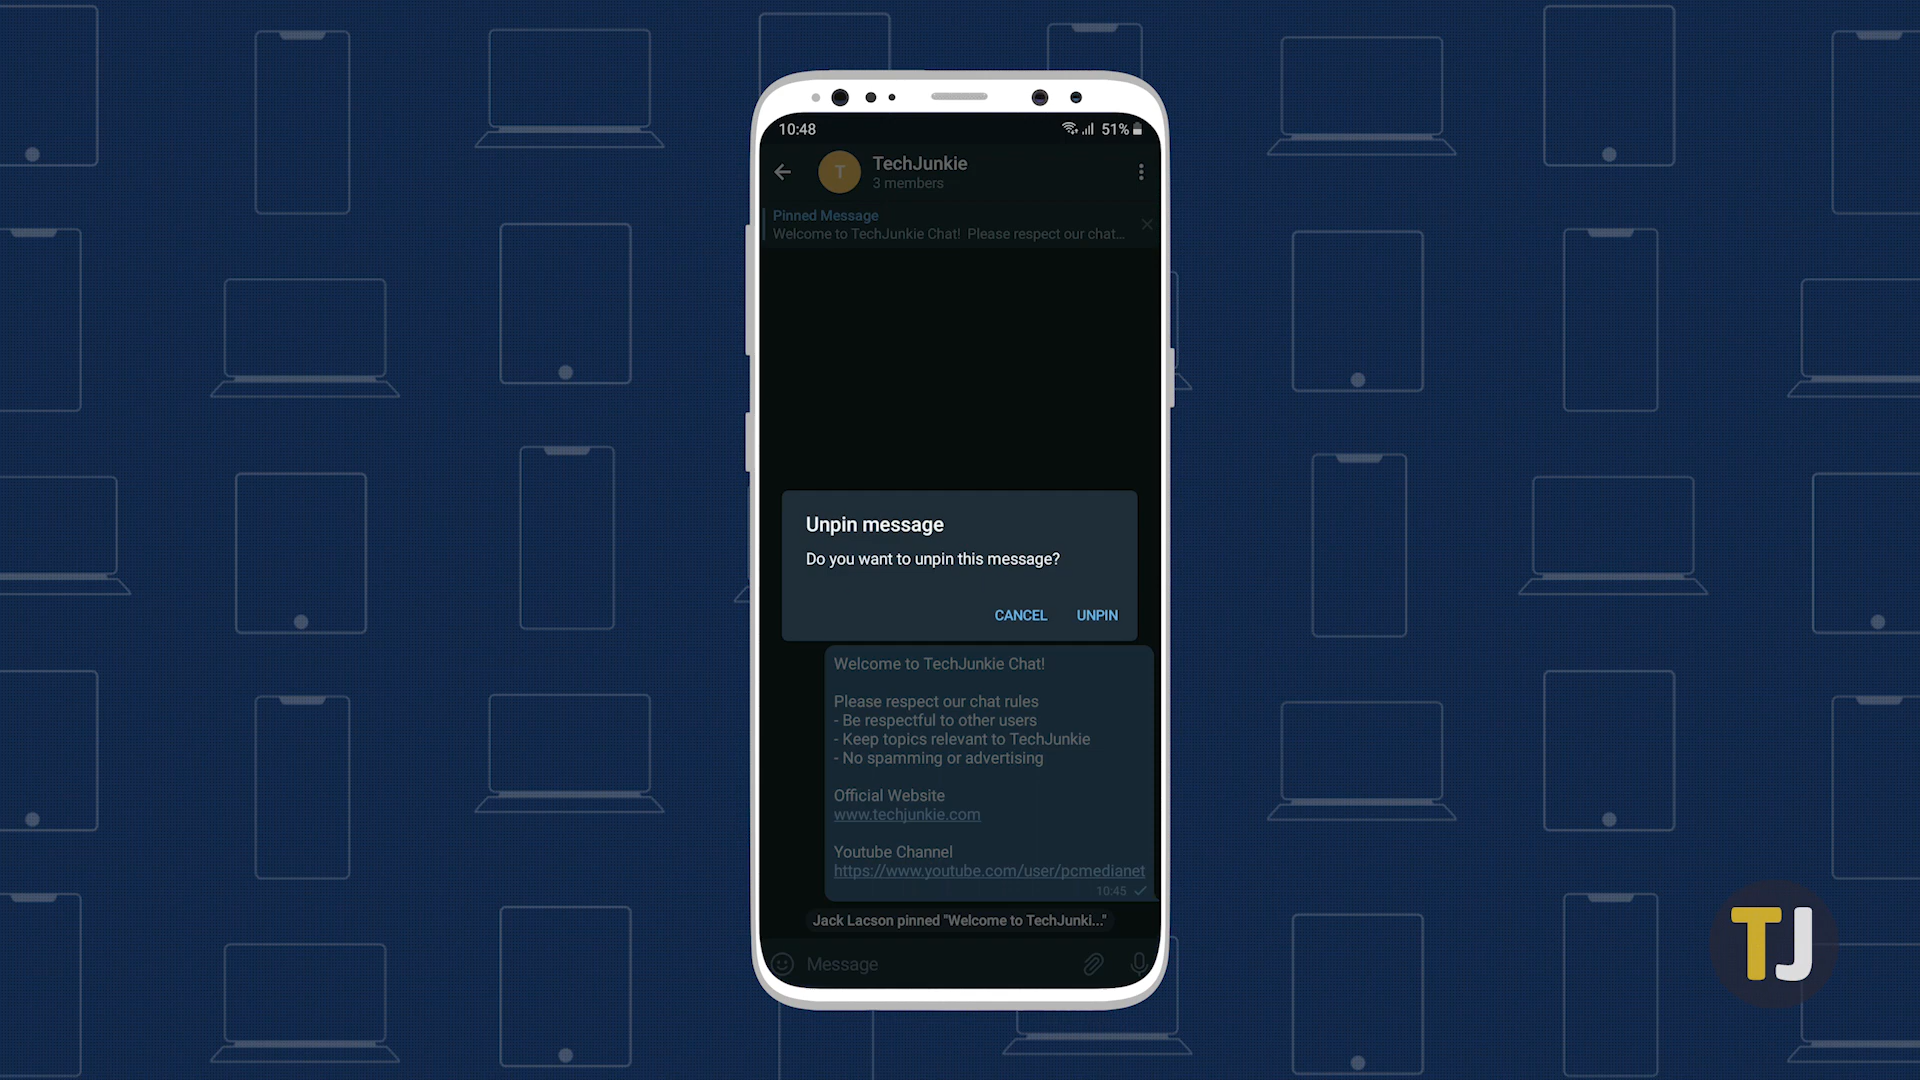 10:48
51%
T
TechJunkie
3 members
Pinned Message
Welcome to TechJunkie Chat!  Please respect our chat...
Unpin message
Do you want to unpin this message?
CANCEL UNPIN
Welcome to TechJunkie Chat!
Please respect our chat rules
- Be respectful to other users
- Keep topics relevant to TechJunkie
- No spamming or advertising
Official Website
www.techjunkie.com
Youtube Channel
https://www.youtube.com/user/pcmedianet
10:45
Jack Lacson pinned "Welcome to TechJunki..."
Message
TJ